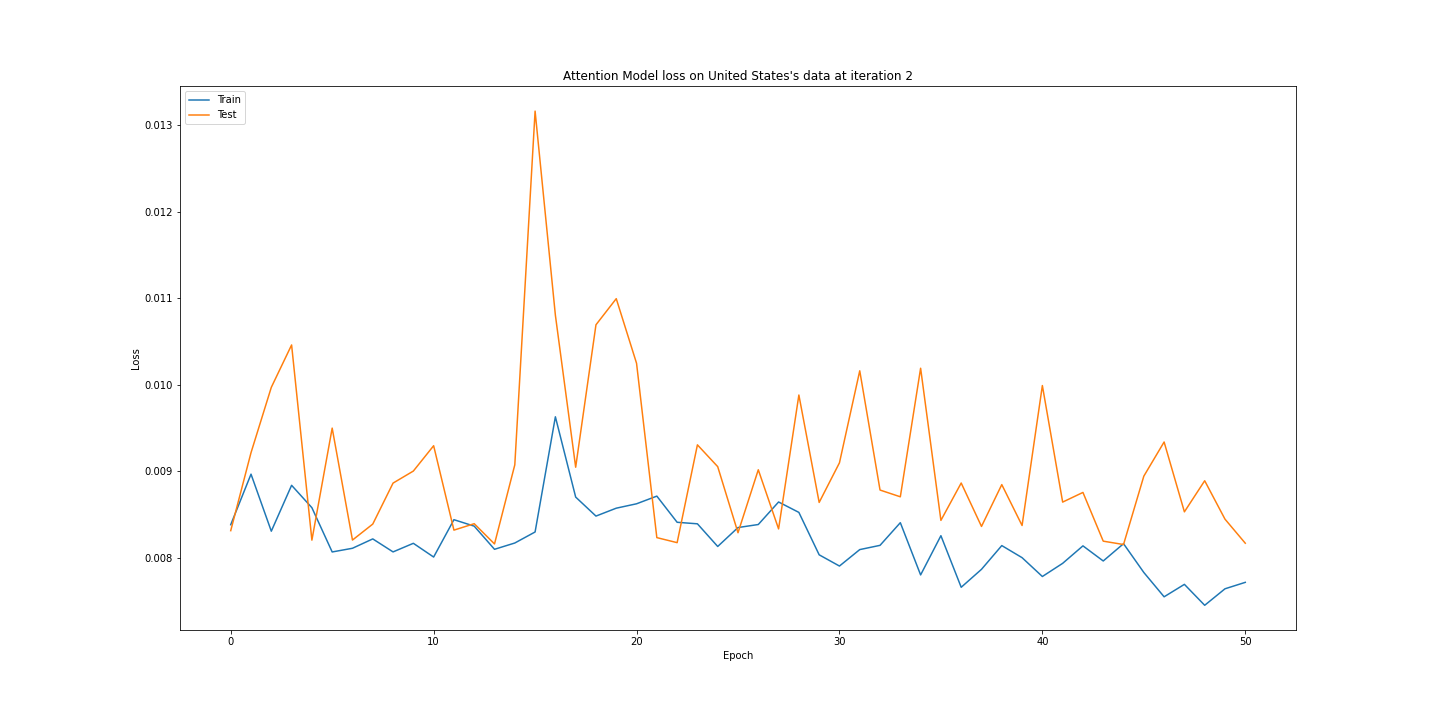 Attention Model loss on United States's data at iteration 2
Train
Test
0.013
0.012
0.011
0.010
0.009
0.008
Loss
0 10 20 30 40 50
Epoch